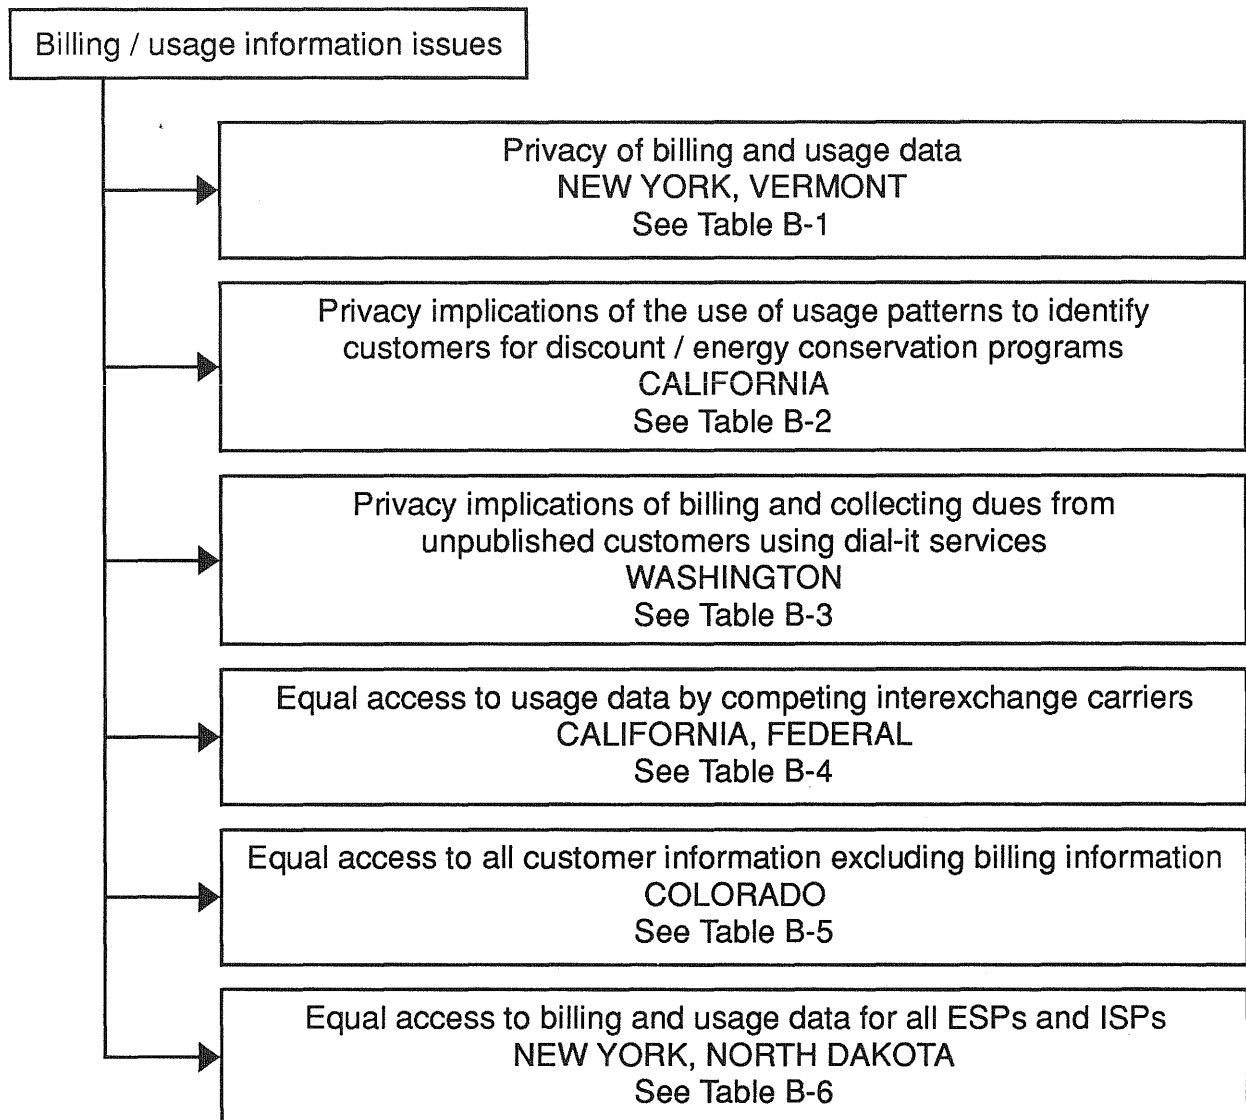 Billing / usage information issues
Privacy of billing and usage data
NEW YORK, VERMONT
See Table B-1
Privacy implications of the use of usage patterns to identify
customers for discount / energy conservation programs
CALIFORNIA
See Table B-2
Privacy implications of billing and collecting dues from
unpublished customers using dial-it services
WASHINGTON
See Table B-3
Equal access to usage data by competing interexchange carriers
CALIFORNIA, FEDERAL
See Table B-4
Equal access to all customer information excluding billing information
COLORADO
See Table B-5
Equal access to billing and usage data for all ESPs and ISPs
NEW YORK, NORTH DAKOTA
See Table B-6